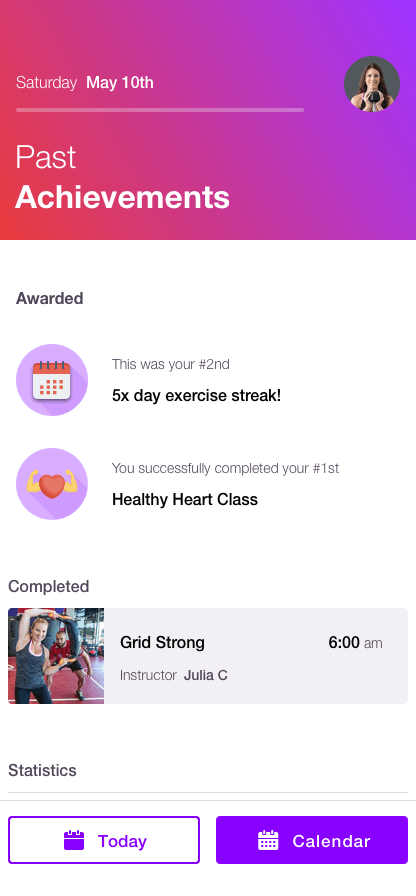 Saturday May 10th
Past
Achievements
Awarded
This was your #2nd
5x day exercise streak!
You successfully completed your #1st
Healthy Heart Class
Completed
Grid Strong 6:00 am
Instructor Julia C
Statistics
Today Calendar